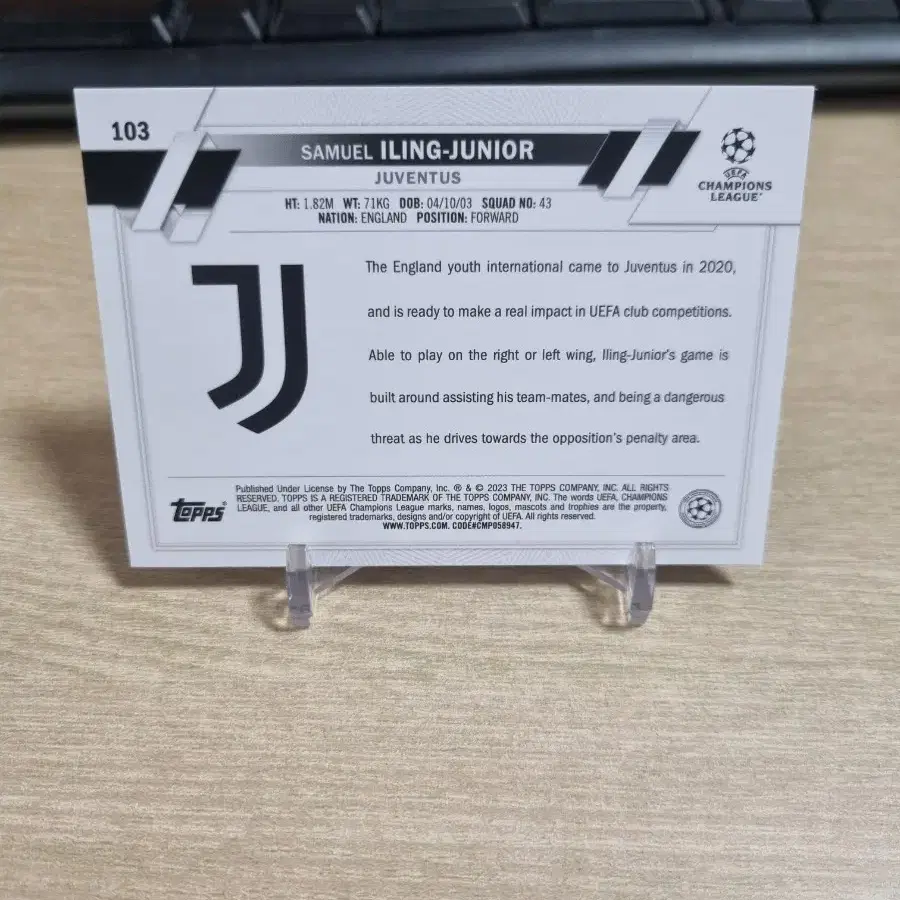 103
SAMUEL ILING-JUNIOR
JUVENTUS
HT: 1.82M WT: 71KG DOB: 04/10/03 SQUAD NO: 43
NATION: ENGLAND POSITION: FORWARD
UEFA
CHAMPIONS
LEAGUE®
The England youth international came to Juventus in 2020,
and is ready to make a real impact in UEFA club competitions.
Able to play on the right or left wing, Iling-Junior's game is
built around assisting his team-mates, and being a dangerous
threat as he drives towards the opposition's penalty area.
topps®
Published Under License by The Topps Company, Inc. ® & © 2023 THE TOPPS COMPANY, INC. ALL RIGHTS
RESERVED. TOPPS IS A REGISTERED TRADEMARK OF THE TOPPS COMPANY, INC. The words UEFA, CHAMPIONS
LEAGUE, and all other UEFA Champions League marks, names, logos, mascots and trophies are the property,
registered trademarks, designs and/or copyright of UEFA. All rights reserved.
WWW.TOPPS.COM. CODE#CMP058947.